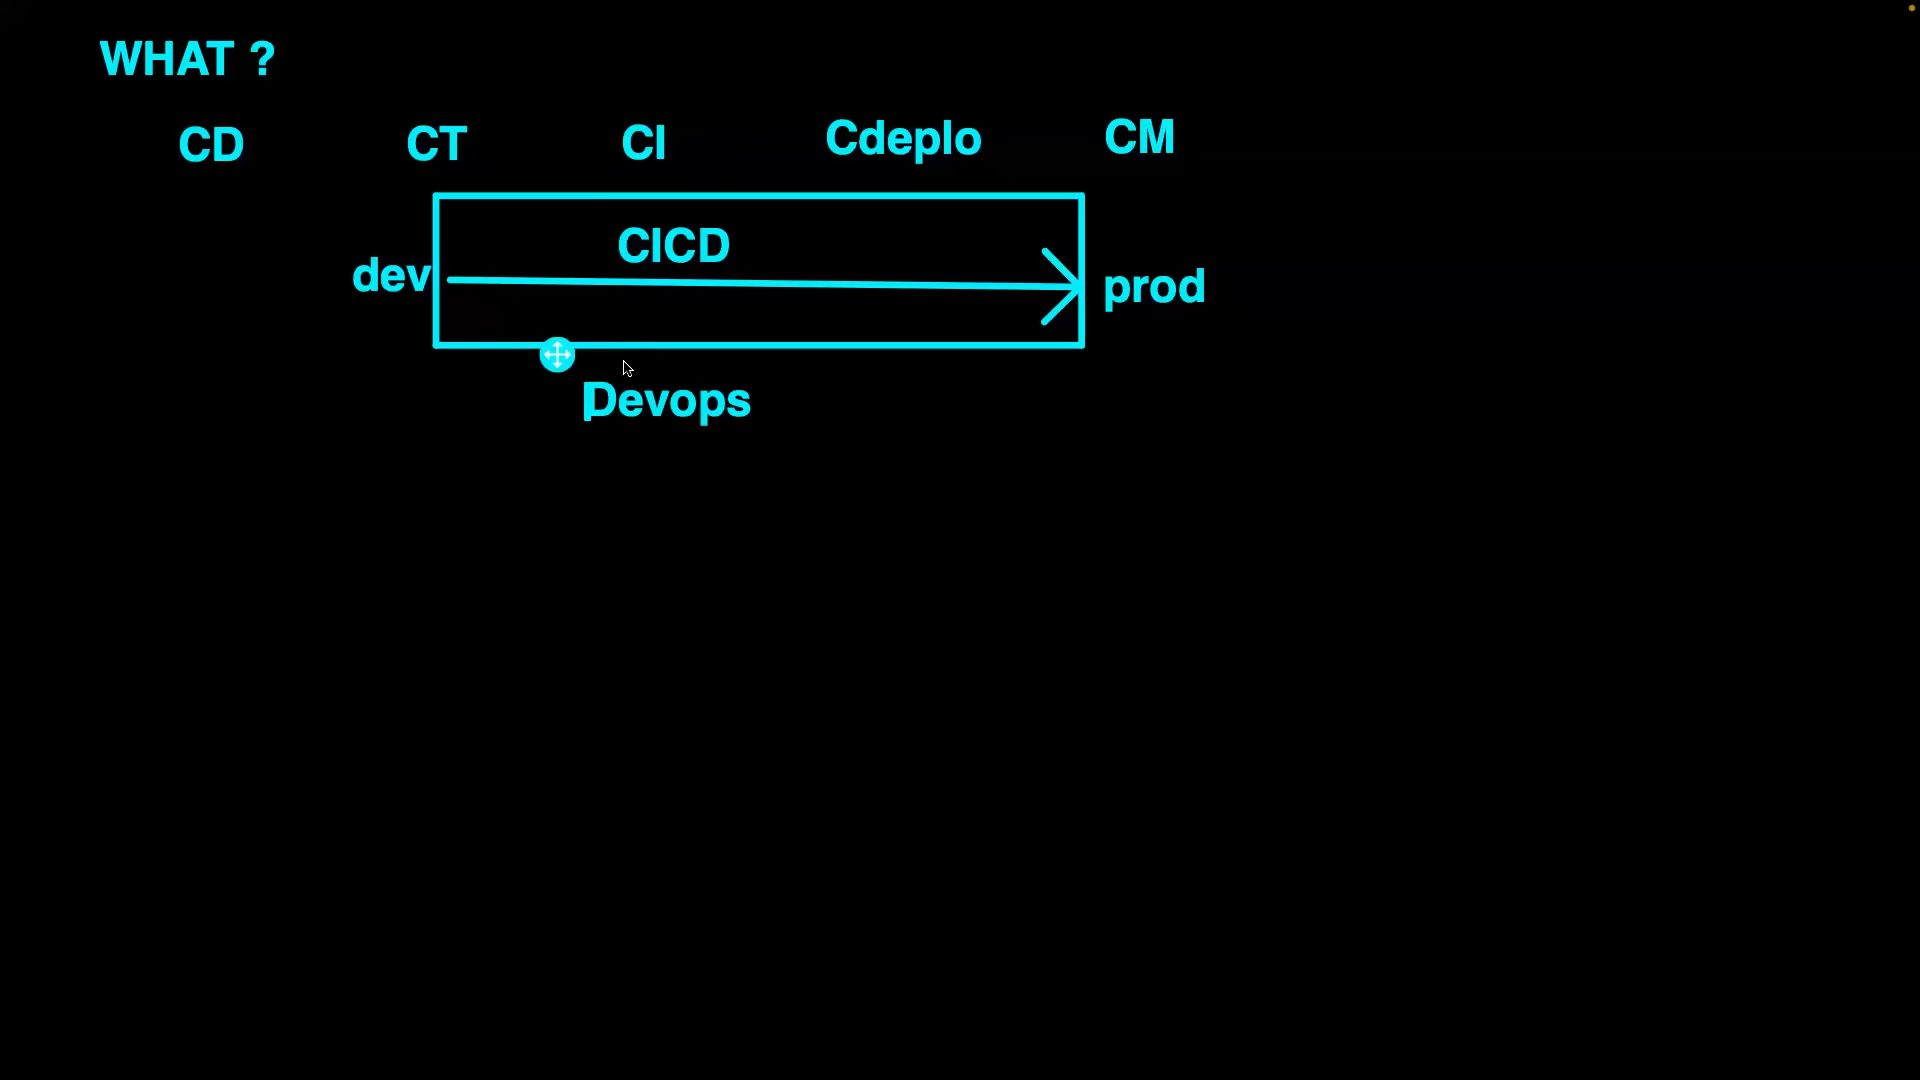 WHAT ?
CD CT CI Cdeplo CM
CICD
dev prod
Devops